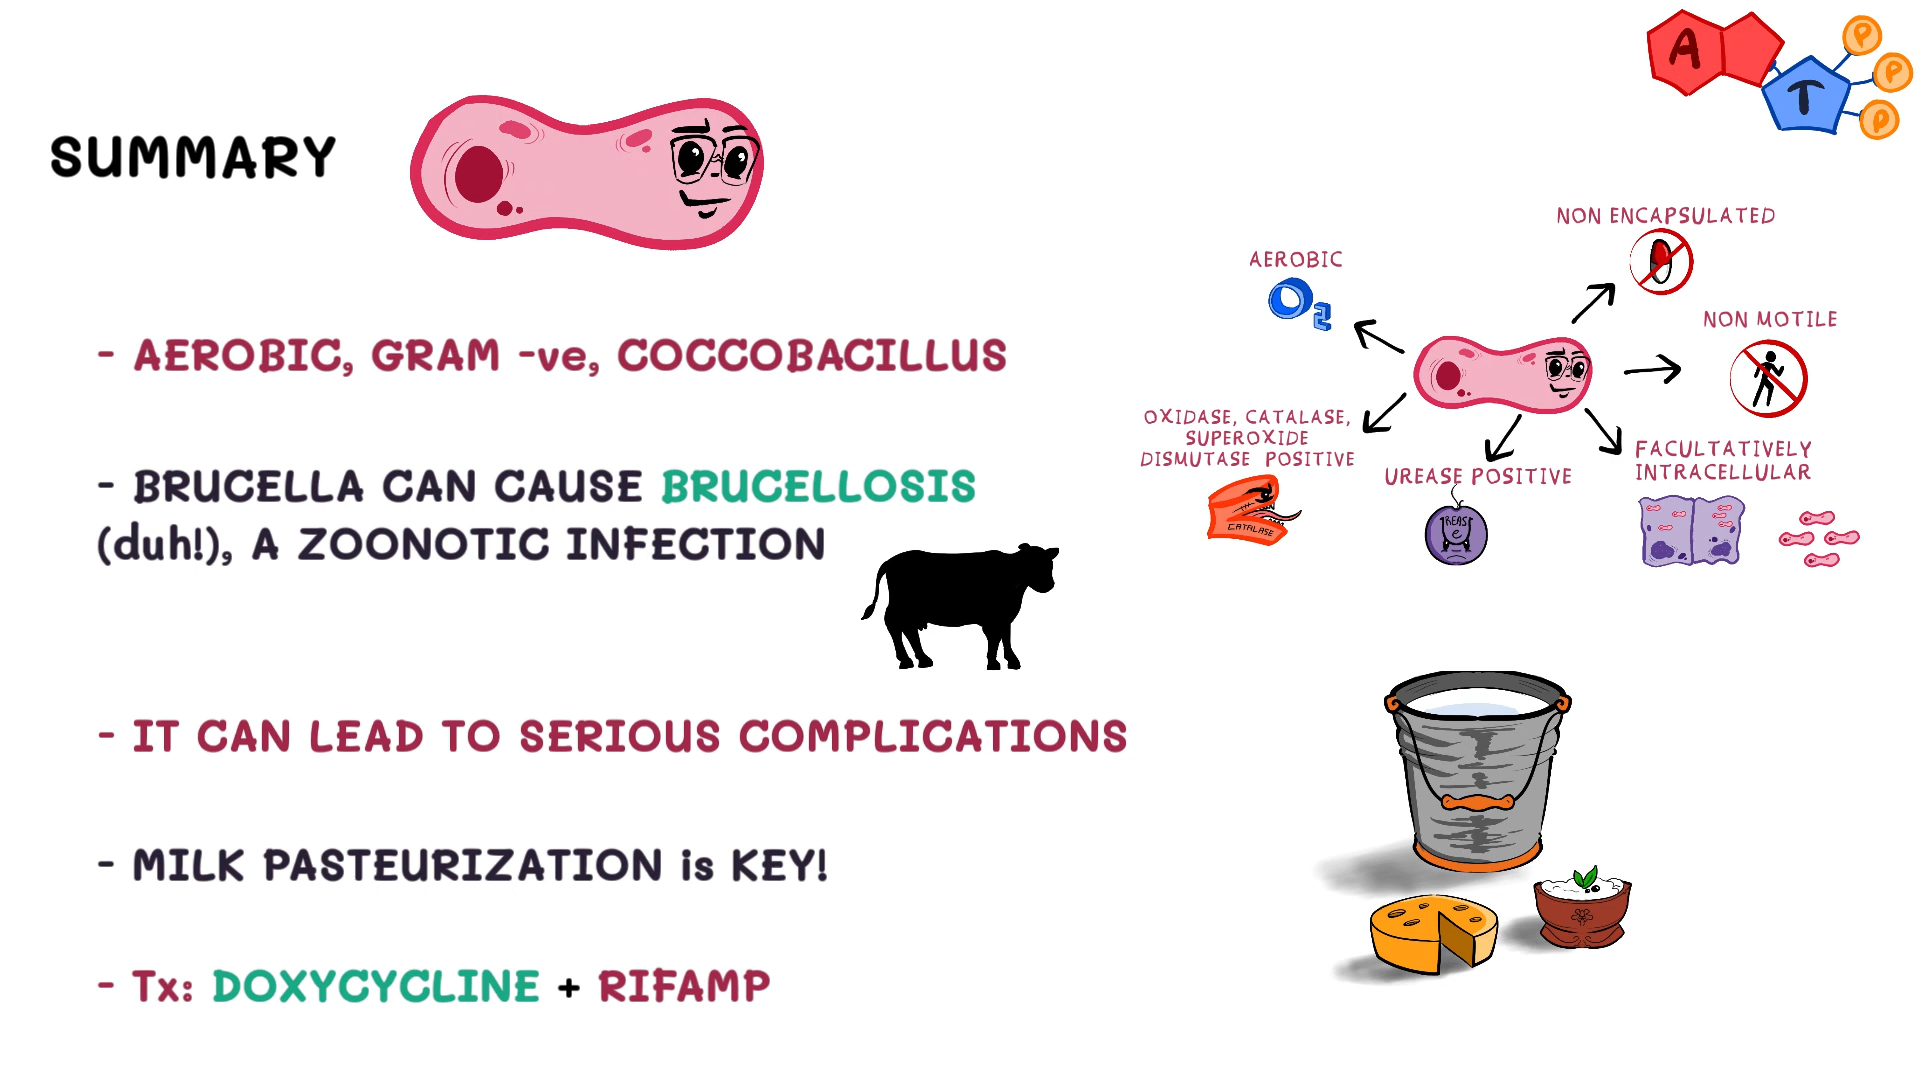 A
T
P
P
P
SUMMARY
- AEROBIC, GRAM -ve, COCCOBACILLUS
- BRUCELLA CAN CAUSE BRUCELLOSIS
(duh!), A ZOONOTIC INFECTION
- IT CAN LEAD TO SERIOUS COMPLICATIONS
- MILK PASTEURIZATION is KEY!
- Tx: DOXYCYCLINE + RIFAMP
NON ENCAPSULATED
AEROBIC
O2
NON MOTILE
OXIDASE, CATALASE,
SUPEROXIDE
DISMUTASE POSITIVE
CATALASE
UREASE POSITIVE
UREAS
e
FACULTATIVELY
INTRACELLULAR